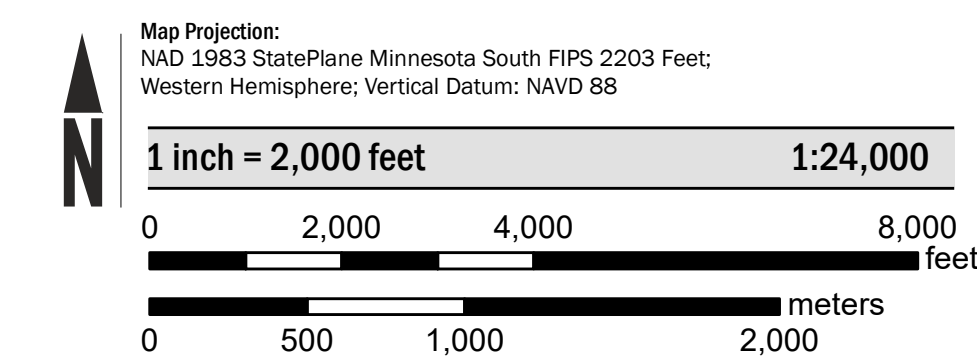 N
Map Projection:
NAD 1983 StatePlane Minnesota South FIPS 2203 Feet;
Western Hemisphere; Vertical Datum: NAVD 88
1 inch = 2,000 feet 1:24,000
0 2,000 4,000 8,000
feet
meters
0 500 1,000 2,000